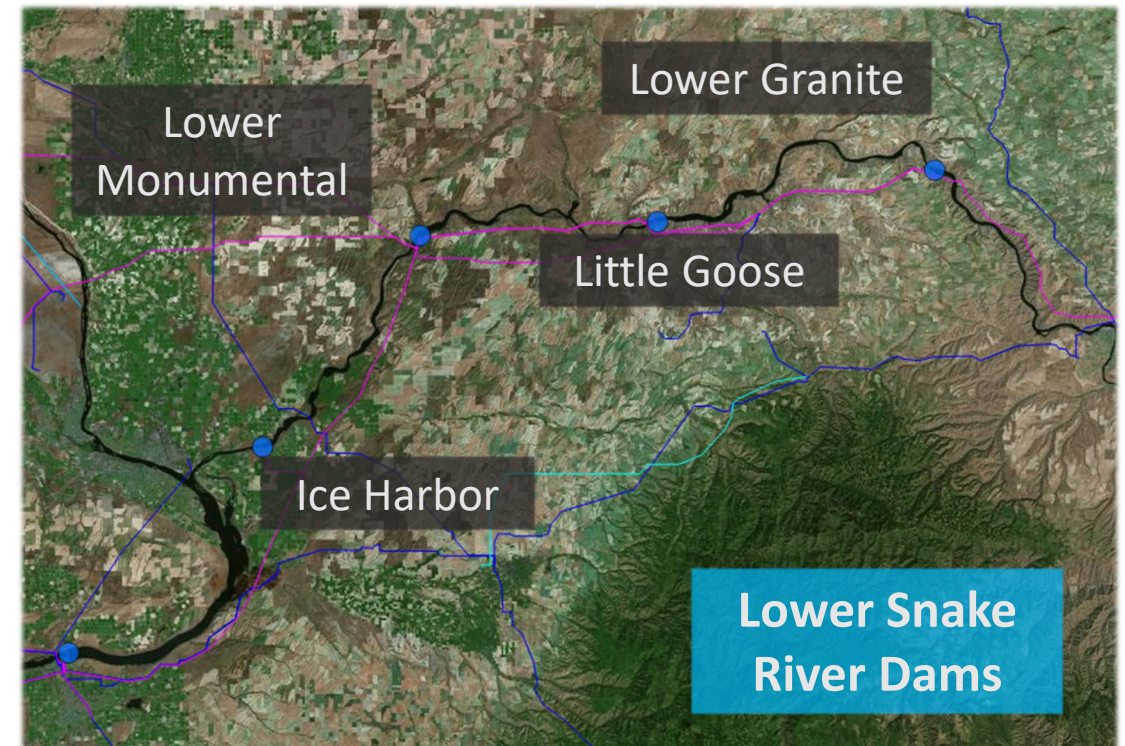 Lower Granite
Lower
Monumental
Little Goose
Ice Harbor
Lower Snake
River Dams